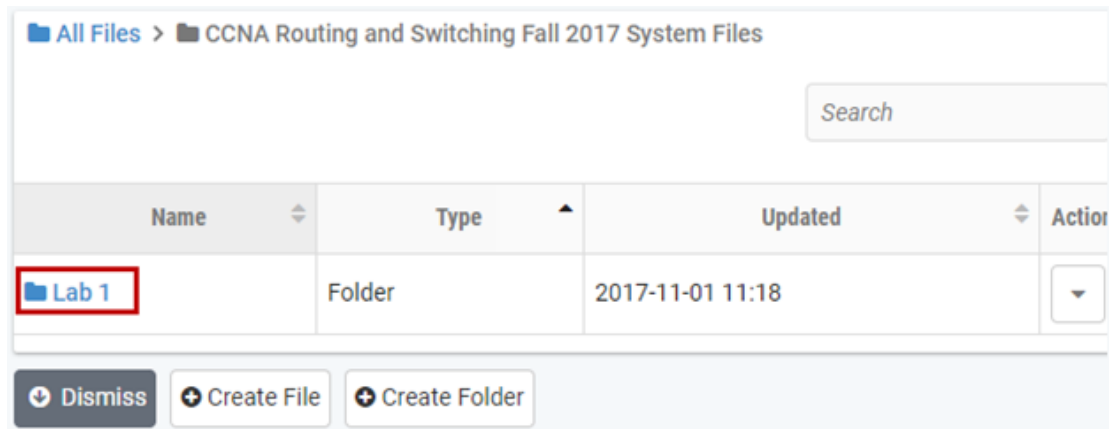 All Files > CCNA Routing and Switching Fall 2017 System Files
Search
Name Type Updated Action
Lab 1 Folder 2017-11-01 11:18
Dismiss Create File Create Folder